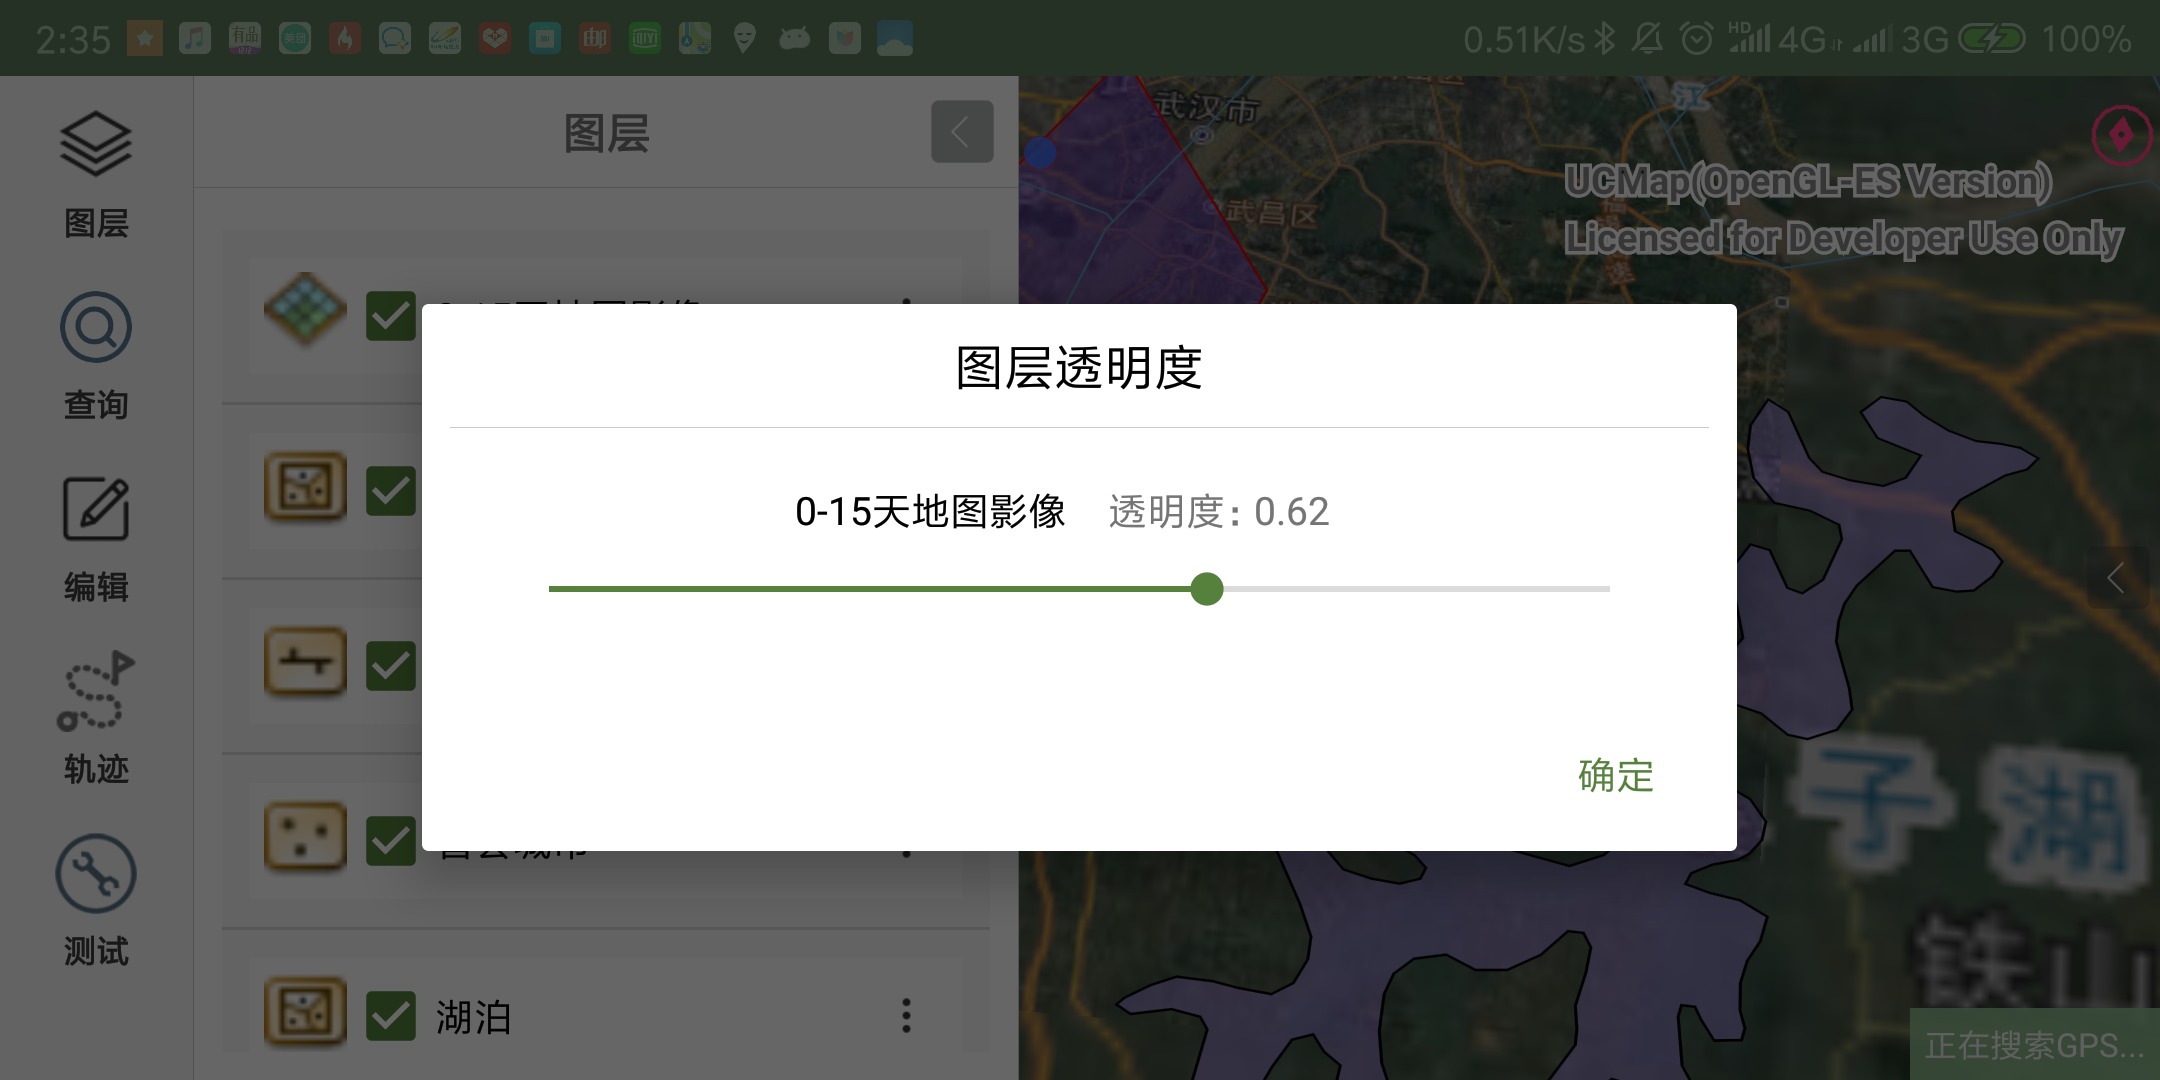 2:35
0.51K/s HD 4G 3G 100%
图层
查询
编辑
轨迹
测试
图层
湖泊
图层透明度
0-15天地图影像 透明度: 0.62
确定
武汉市
武昌区
江
UCMap(OpenGL-ES Version)
Licensed for Developer Use Only
子湖
铁山
正在搜索GPS...